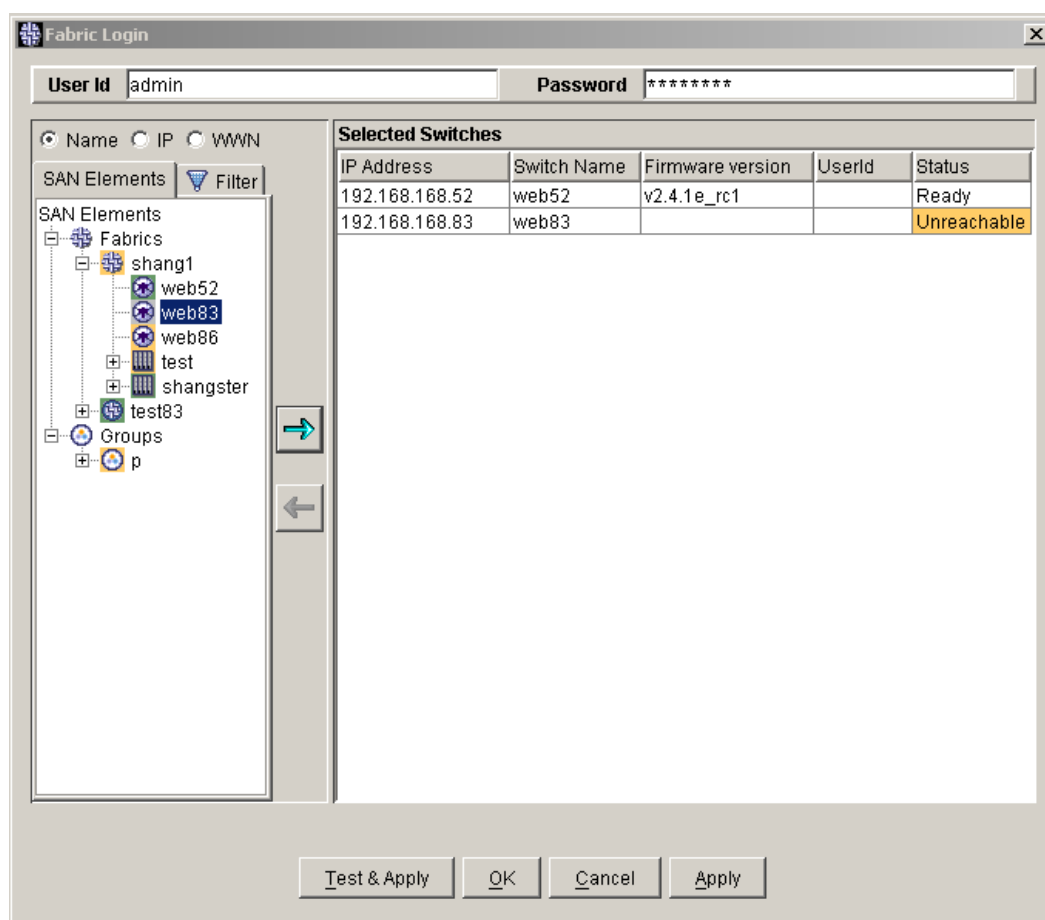 Fabric Login
User Id admin Password ********
Name IP WWN
SAN Elements Filter
SAN Elements
Fabrics
shang1
web52
web83
web86
test
shangster
test83
Groups
p
Selected Switches
IP Address Switch Name Firmware version UserId Status
192.168.168.52 web52 v2.4.1e_rc1 Ready
192.168.168.83 web83 Unreachable
Test & Apply OK Cancel Apply